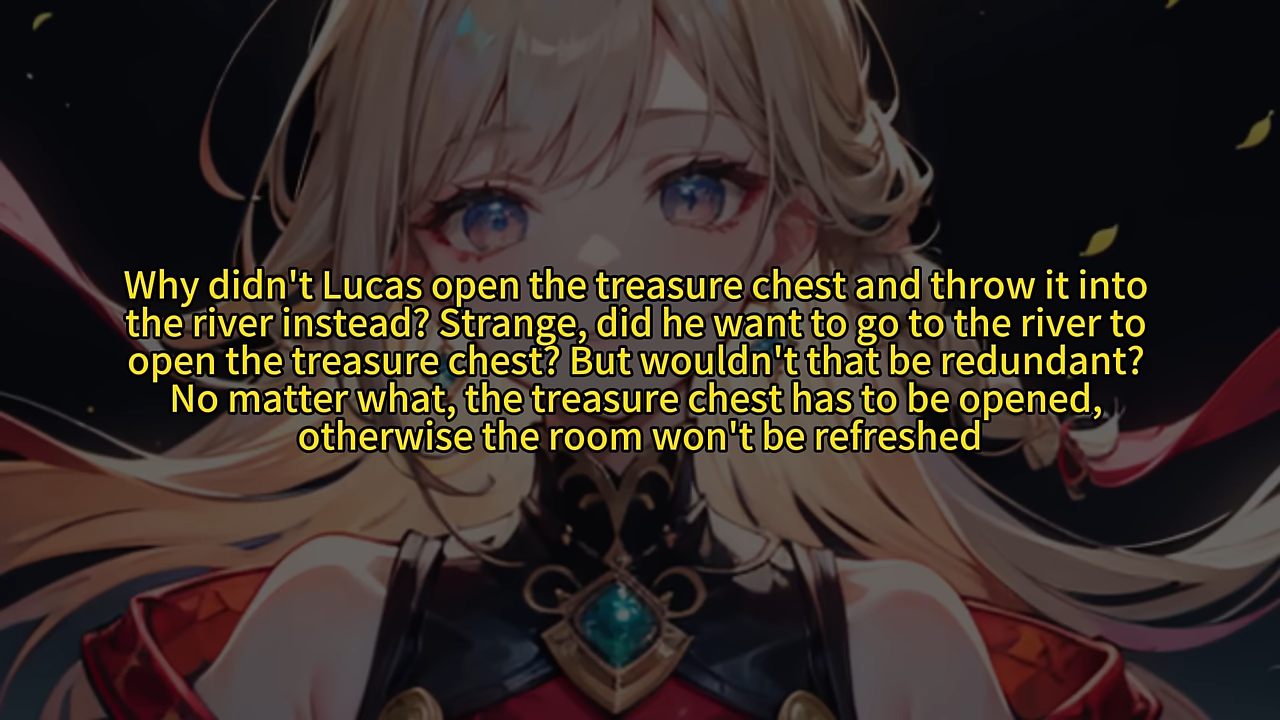 Why didn't Lucas open the treasure chest and throw it into
the river instead? Strange, did he want to go to the river to
open the treasure chest? But wouldn't that be redundant?
No matter what, the treasure chest has to be opened,
otherwise the room won't be refreshed